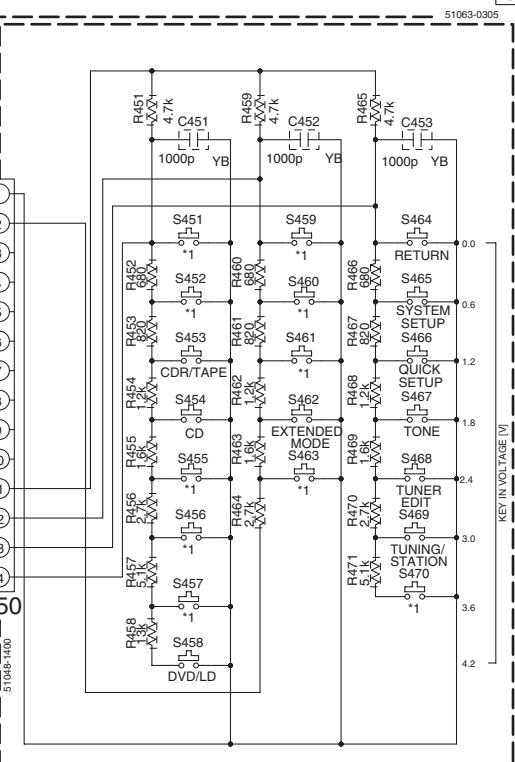 51063-0305
R451
4.7k
R459
4.7k
R465
4.7k
C451
C452
C453
1000p YB
1000p YB
1000p YB
S451
*1
S459
*1
S464
RETURN
0.0
R452
680
R460
680
R466
680
S452
*1
S460
*1
S465
SYSTEM
SETUP
0.6
R453
820
R461
820
R467
820
S453
CDR/TAPE
S461
*1
S466
QUICK
SETUP
1.2
R454
1.2k
R462
1.2k
R468
1.2k
S454
CD
S462
EXTENDED
MODE
S467
TONE
1.8
R455
1.6k
R463
1.6k
R469
1.6k
S455
*1
S463
*1
S468
TUNER
EDIT
2.4
R456
2.7k
R464
2.7k
R470
2.7k
S456
*1
S469
TUNING/
STATION
3.0
R457
5.1k
R471
5.1k
S457
*1
S470
*1
3.6
R458
13k
S458
DVD/LD
4.2
KEY IN VOLTAGE [V]
50
51048-1400